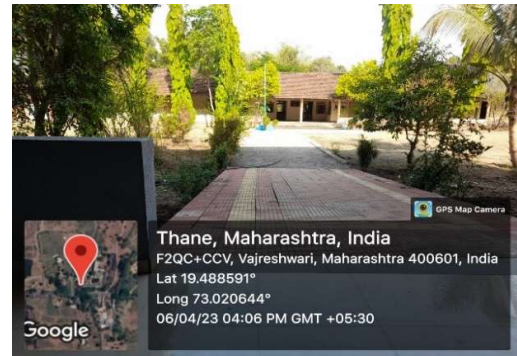 GPS Map Camera
Thane, Maharashtra, India
F2QC+CCV, Vajreshwari, Maharashtra 400601, India
Lat 19.488591°
Long 73.020644°
06/04/23 04:06 PM GMT +05:30
Google